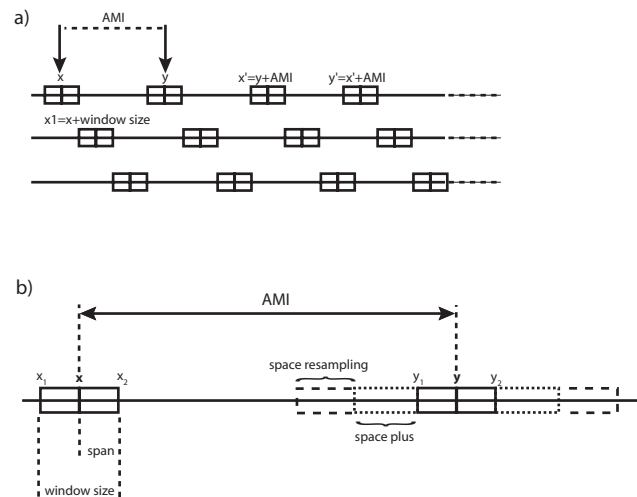 a)
AMI
x
y
x'=y+AMI
y'=x'+AMI
x1=x+window size
b)
AMI
space resampling
x1
x
x2
y1
y
y2
space plus
span
window size